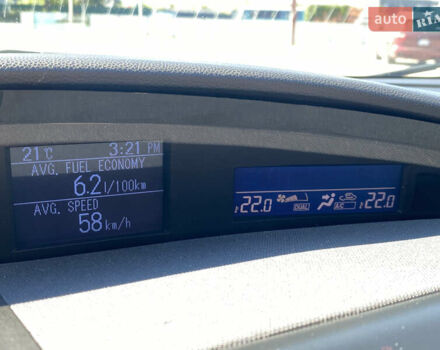 auto RIA
21°C 3:21 PM
AVG. FUEL ECONOMY
6.2 l/100km
AVG. SPEED
58 km/h
22.0 DUAL A/C 22.0